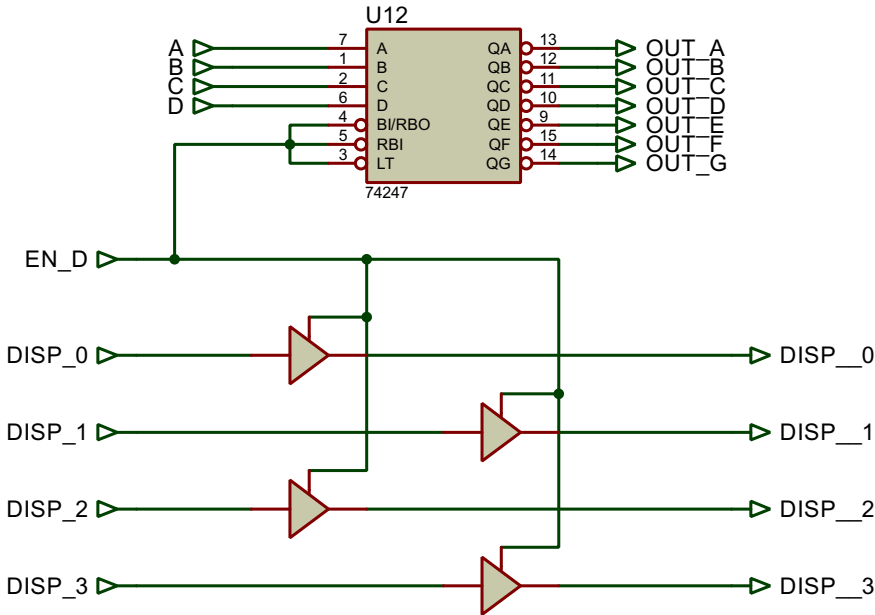 U12
A 7 A QA 13 OUT_A
B 1 B QB 12 OUT_B
C 2 C QC 11 OUT_C
D 6 D QD 10 OUT_D
4 BI/RBO QE 9 OUT_E
5 RBI QF 15 OUT_F
3 LT QG 14 OUT_G
74247
EN_D
DISP_0 DISP__0
DISP_1 DISP__1
DISP_2 DISP__2
DISP_3 DISP__3